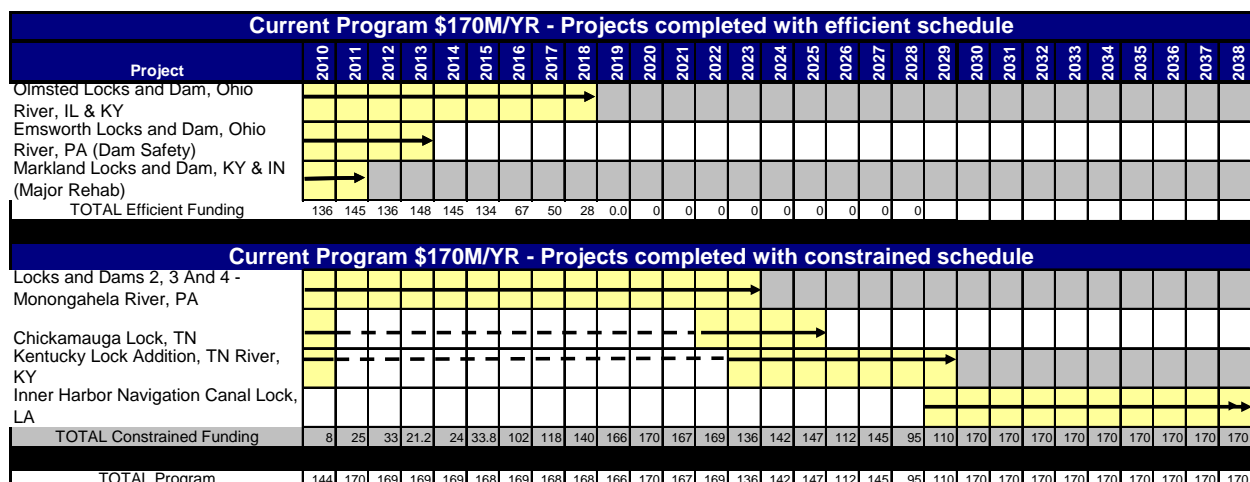 Current Program $170M/YR - Projects completed with efficient schedule
Project 2010 2011 2012 2013 2014 2015 2016 2017 2018 2019 2020 2021 2022 2023 2024 2025 2026 2027 2028 2029 2030 2031 2032 2033 2034 2035 2036 2037 2038
Olmsted Locks and Dam, Ohio
River, IL & KY
Emsworth Locks and Dam, Ohio
River, PA (Dam Safety)
Markland Locks and Dam, KY & IN
(Major Rehab)
TOTAL Efficient Funding 136 145 136 148 145 134 67 50 28 0.0 0 0 0 0 0 0 0 0 0
Current Program $170M/YR - Projects completed with constrained schedule
Locks and Dams 2, 3 And 4 -
Monongahela River, PA
Chickamauga Lock, TN
Kentucky Lock Addition, TN River,
KY
Inner Harbor Navigation Canal Lock,
LA
TOTAL Constrained Funding 8 25 33 21.2 24 33.8 102 118 140 166 170 167 169 136 142 147 112 145 95 110 170 170 170 170 170 170 170 170 170
TOTAL Program 144 170 169 169 169 168 169 168 168 166 170 167 169 136 142 147 112 145 95 110 170 170 170 170 170 170 170 170 170